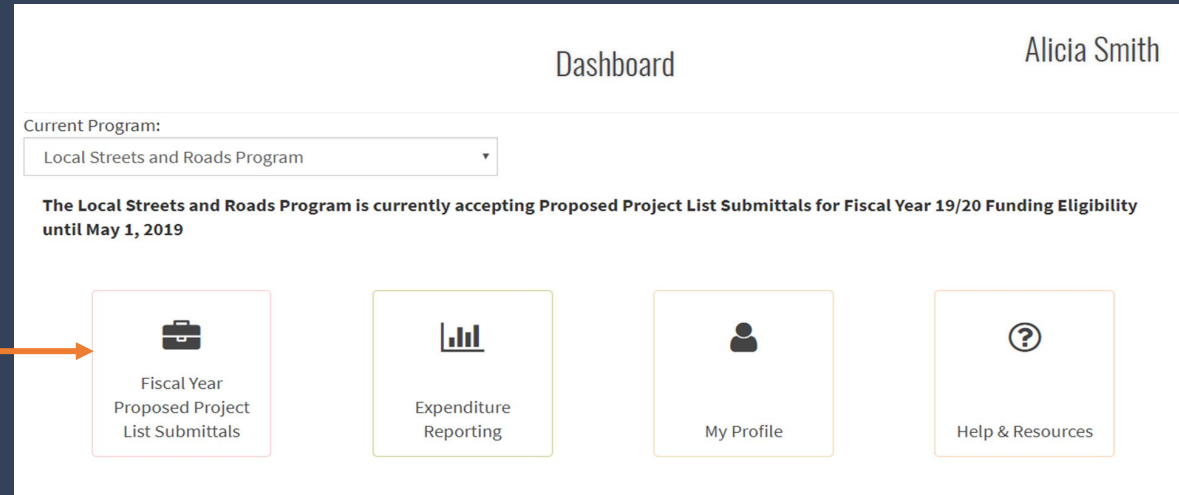 Dashboard
Alicia Smith
Current Program:
Local Streets and Roads Program
The Local Streets and Roads Program is currently accepting Proposed Project List Submittals for Fiscal Year 19/20 Funding Eligibility
until May 1, 2019
Fiscal Year
Proposed Project
List Submittals
Expenditure
Reporting
My Profile
Help & Resources